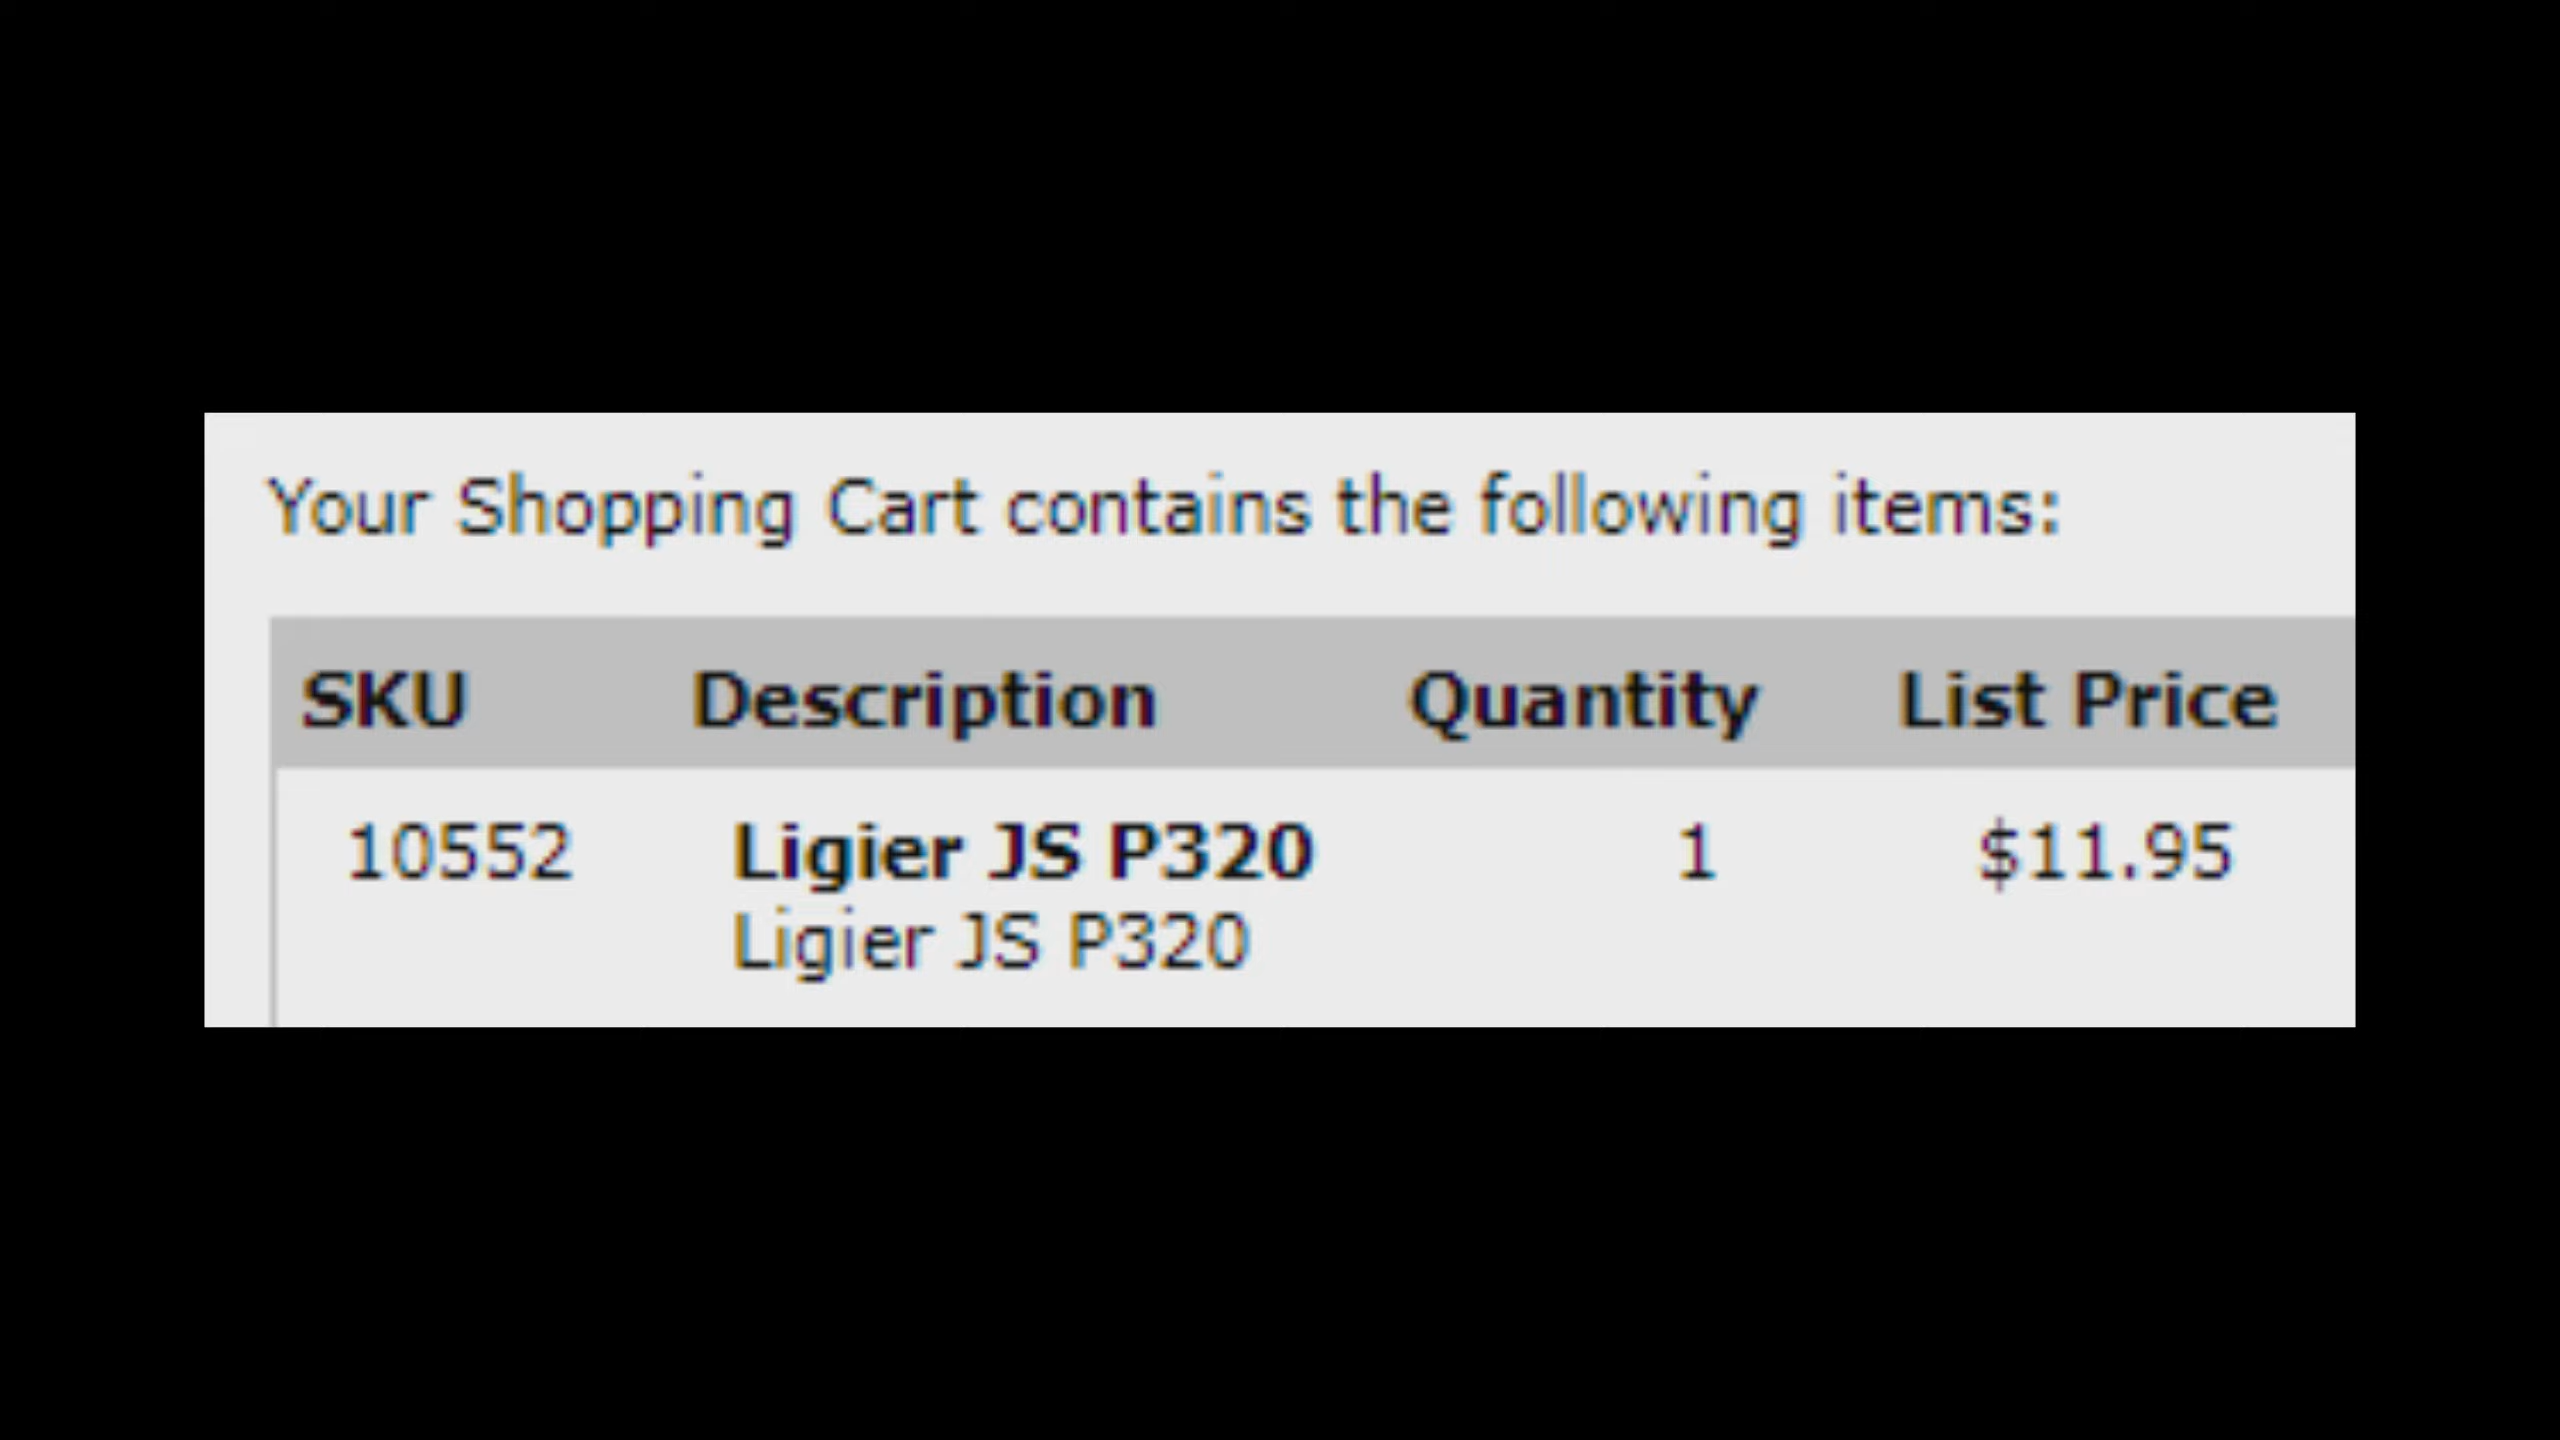 Your Shopping Cart contains the following items:
SKU Description Quantity List Price
10552 Ligier JS P320 1 $11.95
Ligier JS P320